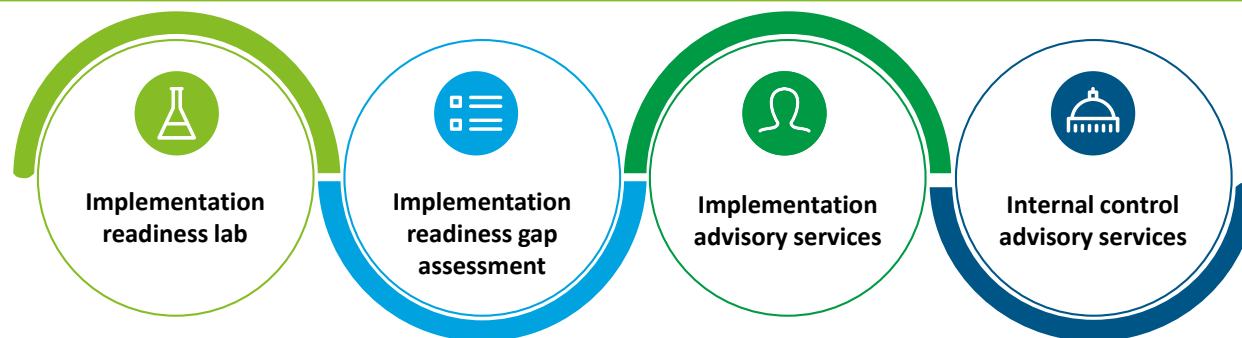 Implementation
readiness lab
Implementation
readiness gap
assessment
Implementation
advisory services
Internal control
advisory services